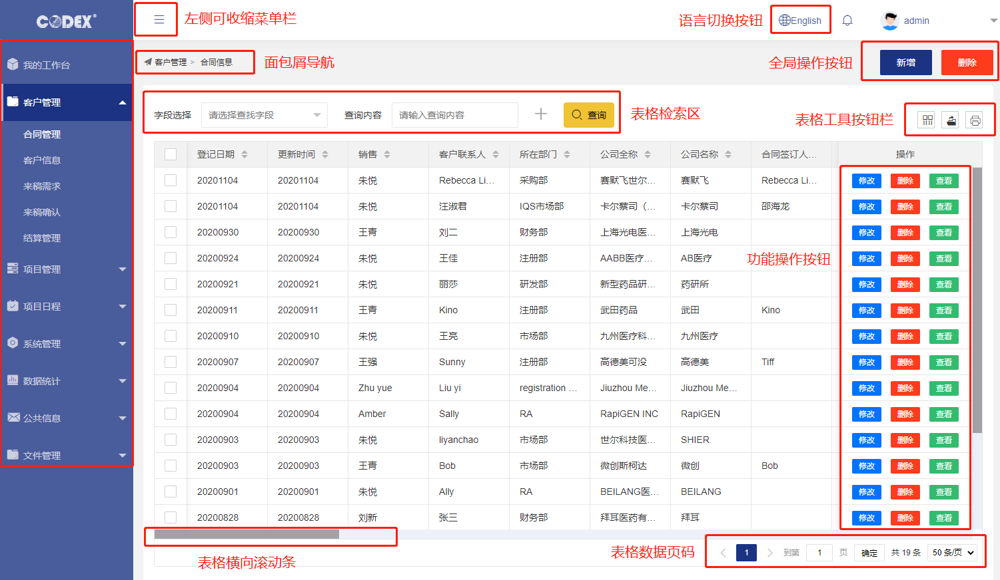 CODEX®
左侧可收缩菜单栏
语言切换按钮
English
admin
我的工作台
客户管理
合同管理
客户信息
来稿需求
来稿确认
结算管理
项目管理
项目日程
系统管理
数据统计
公共信息
文件管理
客户管理 > 合同信息
面包屑导航
全局操作按钮
新增 删除
字段选择 请选择查找字段 查询内容 请输入查询内容 查询
表格检索区
表格工具按钮栏
登记日期 更新时间 销售 客户联系人 所在部门 公司全称 公司名称 合同签订人... 操作
20201104 20201104 朱悦 Rebecca Li... 采购部 赛默飞世尔... 赛默飞 Rebecca Li... 修改 删除 查看
20201104 20201104 朱悦 汪淑君 IQS市场部 卡尔蔡司（... 卡尔蔡司 邵海龙 修改 删除 查看
20200930 20200930 王青 刘二 财务部 上海光电医... 上海光电 修改 删除 查看
20200924 20200924 朱悦 王佳 注册部 AABB医疗... AB医疗 修改 删除 查看
功能操作按钮
20200921 20200921 朱悦 丽莎 研发部 新型药品研... 药研所 修改 删除 查看
20200911 20200911 王青 Kino 注册部 武田药品 武田 Kino 修改 删除 查看
20200910 20200910 朱悦 王亮 市场部 九州医疗科... 九州医疗 修改 删除 查看
20200907 20200907 王强 Sunny 注册部 高德美可没 高德美 Tiff 修改 删除 查看
20200904 20200904 Zhu yue Liu yi registration ... Jiuzhou Me... Jiuzhou Me... 修改 删除 查看
20200904 20200904 Amber Sally RA RapiGEN INC RapiGEN 修改 删除 查看
20200903 20200903 朱悦 liyanchao 市场部 世尔科技医... SHIER 修改 删除 查看
20200903 20200903 王青 Bob 市场部 微创斯柯达 微创 Bob 修改 删除 查看
20200901 20200901 朱悦 Ally RA BEILANG医... BEILANG 修改 删除 查看
20200828 20200828 刘新 张三 财务部 拜耳医药有... 拜耳 修改 删除 查看
表格横向滚动条
表格数据页码
1 到第 1 页 确定 共 19 条 50 条/页